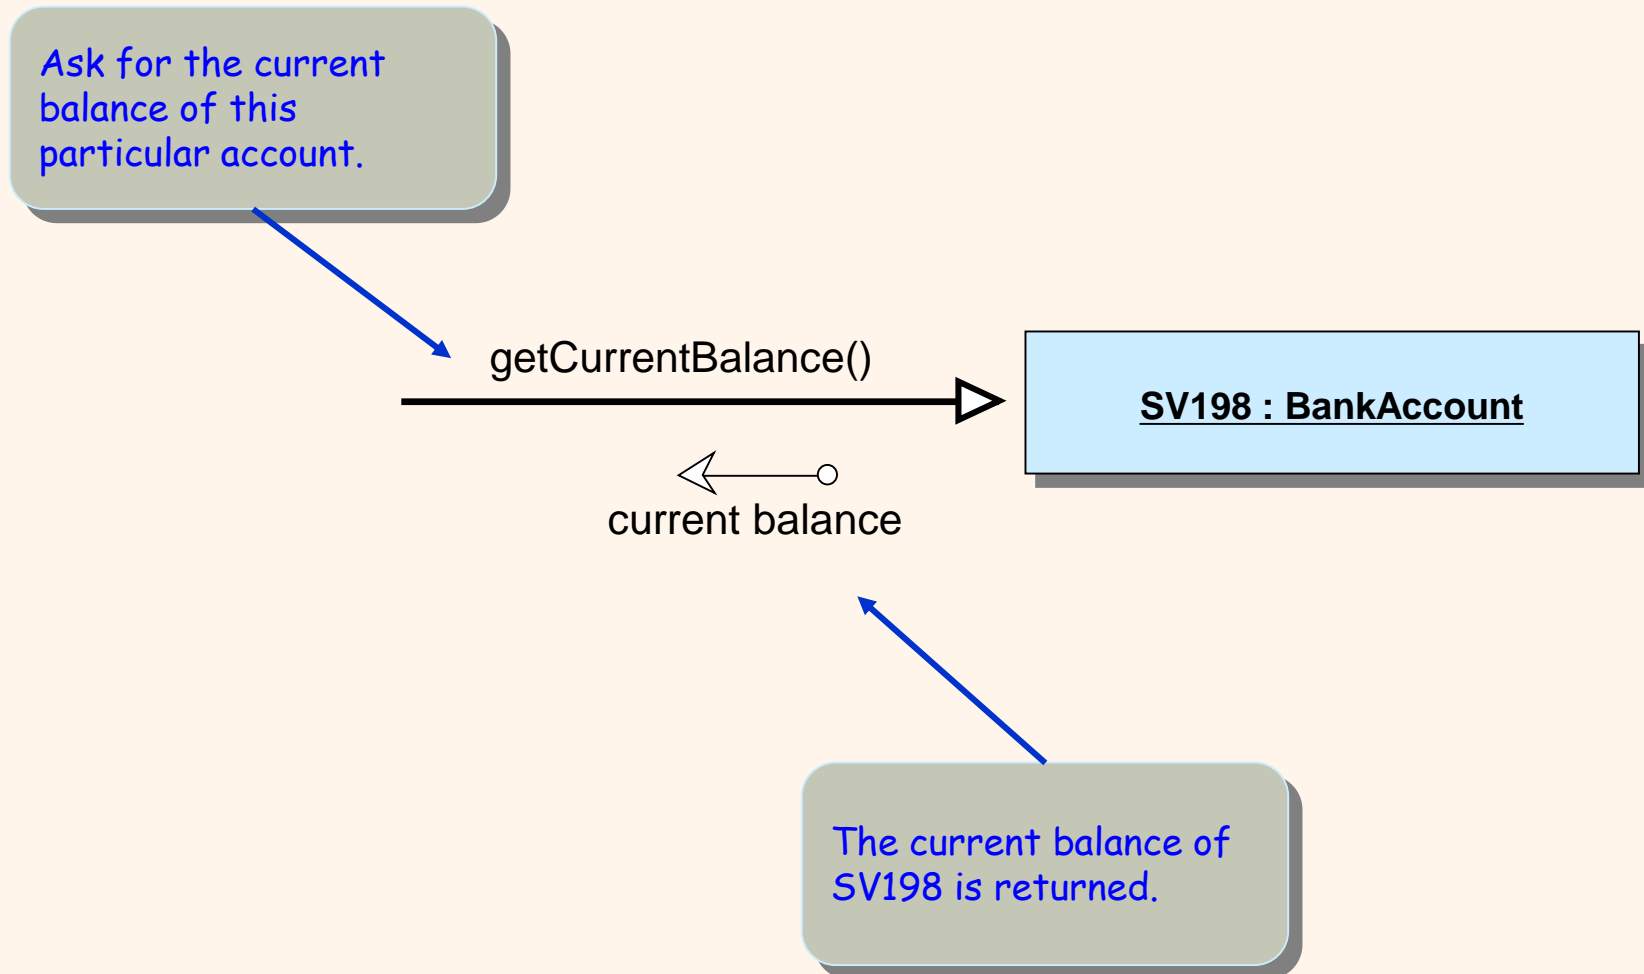 Ask for the current
balance of this
particular account.
getCurrentBalance()
SV198 : BankAccount
current balance
The current balance of
SV198 is returned.